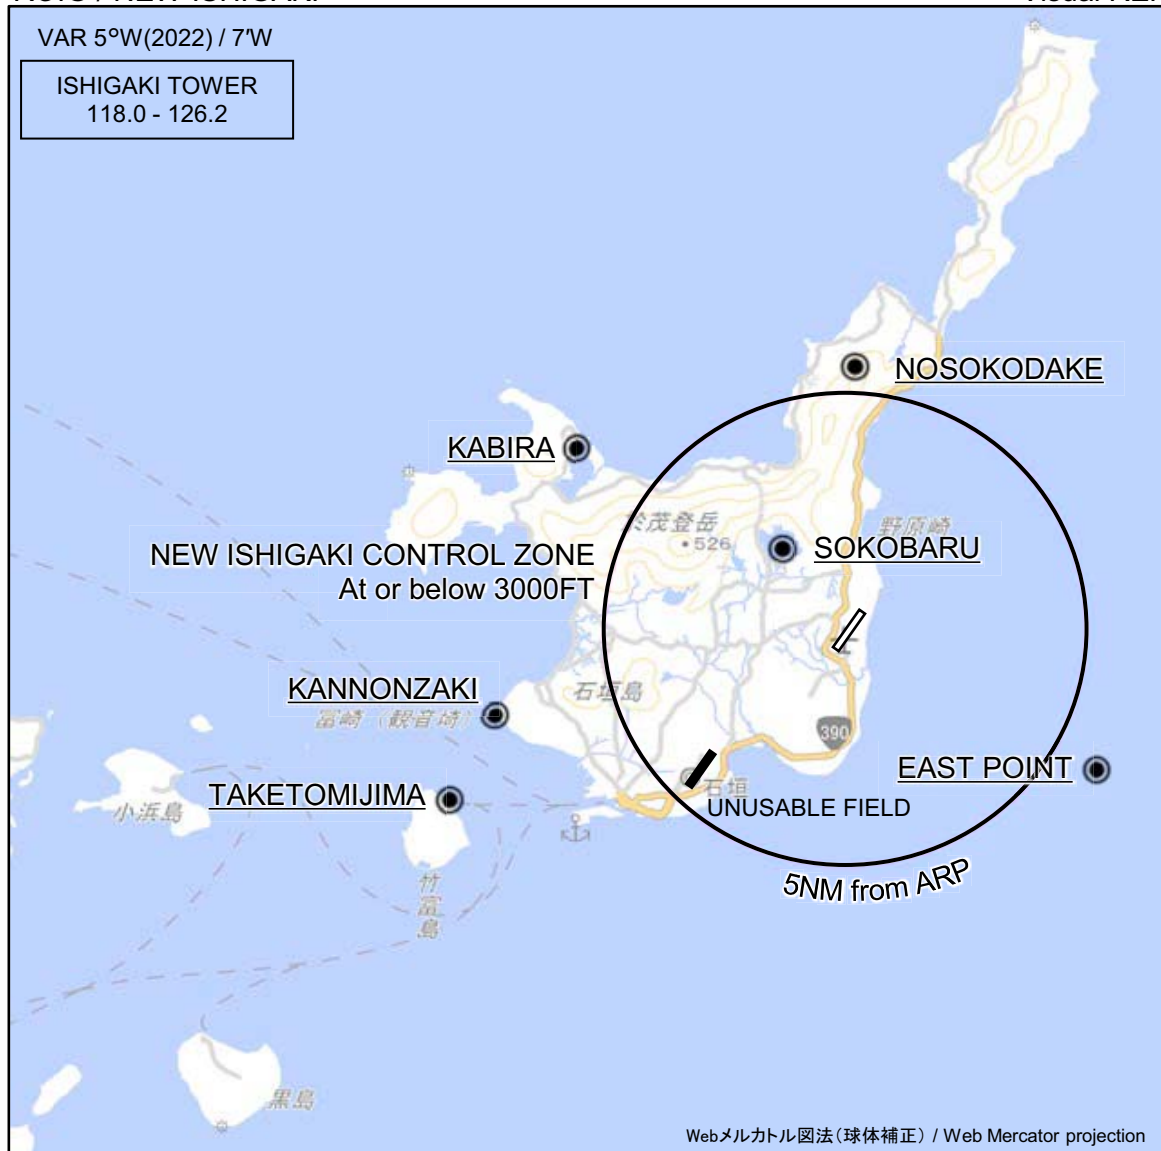 VAR 5°W(2022) / 7'W
ISHIGAKI TOWER
118.0 - 126.2
NOSOKODAKE
KABIRA
於茂登岳
・526
野原崎
SOKOBARU
NEW ISHIGAKI CONTROL ZONE
At or below 3000FT
KANNONZAKI
冨崎（観音埼）
石垣島
390
EAST POINT
TAKETOMIJIMA
小浜島
石垣
UNUSABLE FIELD
5NM from ARP
竹富島
黒島
Webメルカトル図法（球体補正） / Web Mercator projection